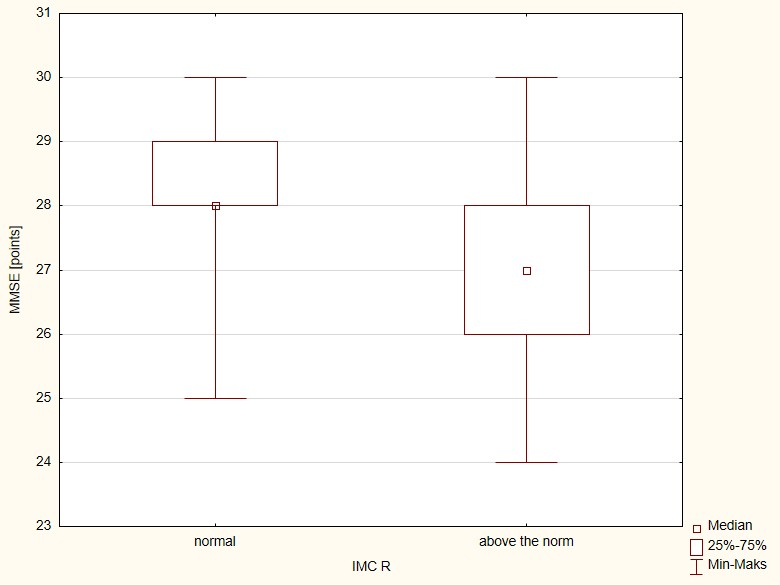 31
30
29
28
27
26
25
24
23
MMSE [points]
normal
above the norm
IMC R
Median
25%-75%
Min-Maks